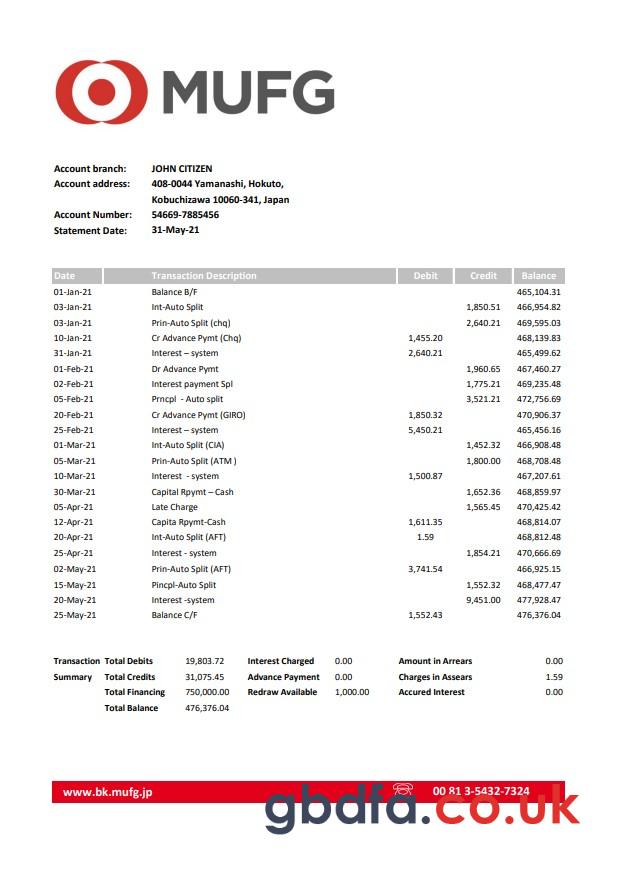 MUFG
Account branch: JOHN CITIZEN
Account address: 408-0044 Yamanashi, Hokuto,
Kobuchizawa 10060-341, Japan
Account Number: 54669-7885456
Statement Date: 31-May-21
Date Transaction Description Debit Credit Balance
01-Jan-21 Balance B/F 465,104.31
03-Jan-21 Int-Auto Split 1,850.51 466,954.82
03-Jan-21 Prin-Auto Split (chq) 2,640.21 469,595.03
10-Jan-21 Cr Advance Pymt (Chq) 1,455.20 468,139.83
31-Jan-21 Interest – system 2,640.21 465,499.62
01-Feb-21 Dr Advance Pymt 1,960.65 467,460.27
02-Feb-21 Interest payment Spl 1,775.21 469,235.48
05-Feb-21 Prncpl - Auto split 3,521.21 472,756.69
20-Feb-21 Cr Advance Pymt (GIRO) 1,850.32 470,906.37
25-Feb-21 Interest – system 5,450.21 465,456.16
01-Mar-21 Int-Auto Split (CIA) 1,452.32 466,908.48
05-Mar-21 Prin-Auto Split (ATM ) 1,800.00 468,708.48
10-Mar-21 Interest - system 1,500.87 467,207.61
30-Mar-21 Capital Rpymt – Cash 1,652.36 468,859.97
05-Apr-21 Late Charge 1,565.45 470,425.42
12-Apr-21 Capita Rpymt-Cash 1,611.35 468,814.07
20-Apr-21 Int-Auto Split (AFT) 1.59 468,812.48
25-Apr-21 Interest - system 1,854.21 470,666.69
02-May-21 Prin-Auto Split (AFT) 3,741.54 466,925.15
15-May-21 Pincpl-Auto Split 1,552.32 468,477.47
20-May-21 Interest -system 9,451.00 477,928.47
25-May-21 Balance C/F 1,552.43 476,376.04
Transaction Total Debits 19,803.72 Interest Charged 0.00 Amount in Arrears 0.00
Summary Total Credits 31,075.45 Advance Payment 0.00 Charges in Assears 1.59
Total Financing 750,000.00 Redraw Available 1,000.00 Accured Interest 0.00
Total Balance 476,376.04
www.bk.mufg.jp 00 81 3-5432-7324
gbdfd.co.uk